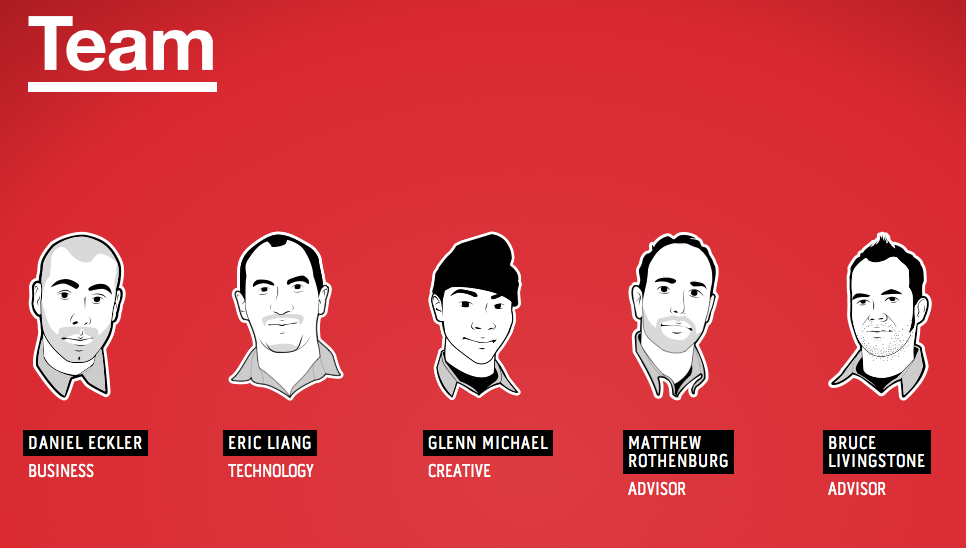 Team
DANIEL ECKLER
BUSINESS
ERIC LIANG
TECHNOLOGY
GLENN MICHAEL
CREATIVE
MATTHEW
ROTHENBURG
ADVISOR
BRUCE
LIVINGSTONE
ADVISOR